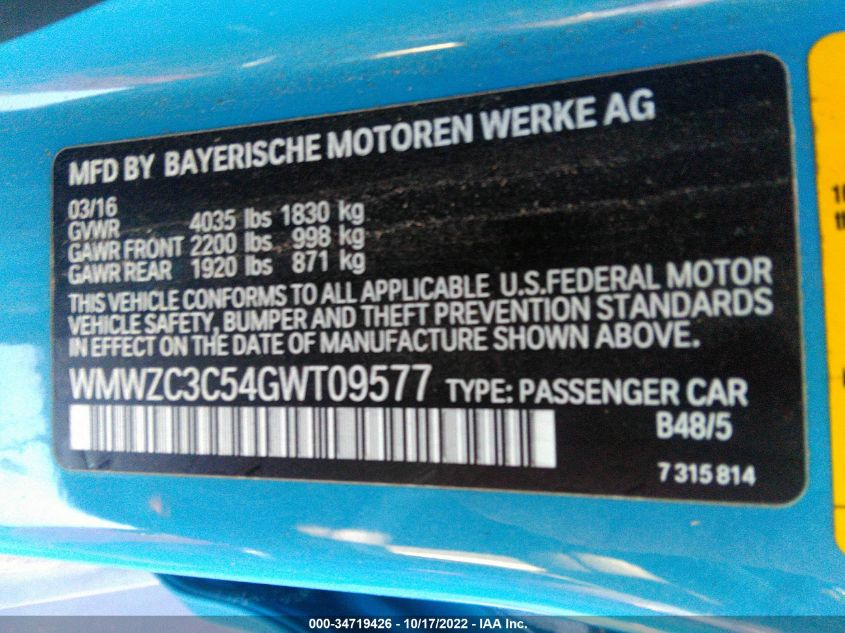 MFD BY BAYERISCHE MOTOREN WERKE AG
03/16
GVWR 4035 lbs 1830 kg
GAWR FRONT 2200 lbs 998 kg
GAWR REAR 1920 lbs 871 kg
THIS VEHICLE CONFORMS TO ALL APPLICABLE U.S.FEDERAL MOTOR
VEHICLE SAFETY, BUMPER AND THEFT PREVENTION STANDARDS
IN EFFECT ON THE DATE OF MANUFACTURE SHOWN ABOVE.
WMWZC3C54GWT09577 TYPE: PASSENGER CAR
B48/5
7 315 814
000-34719426 - 10/17/2022 - IAA Inc.